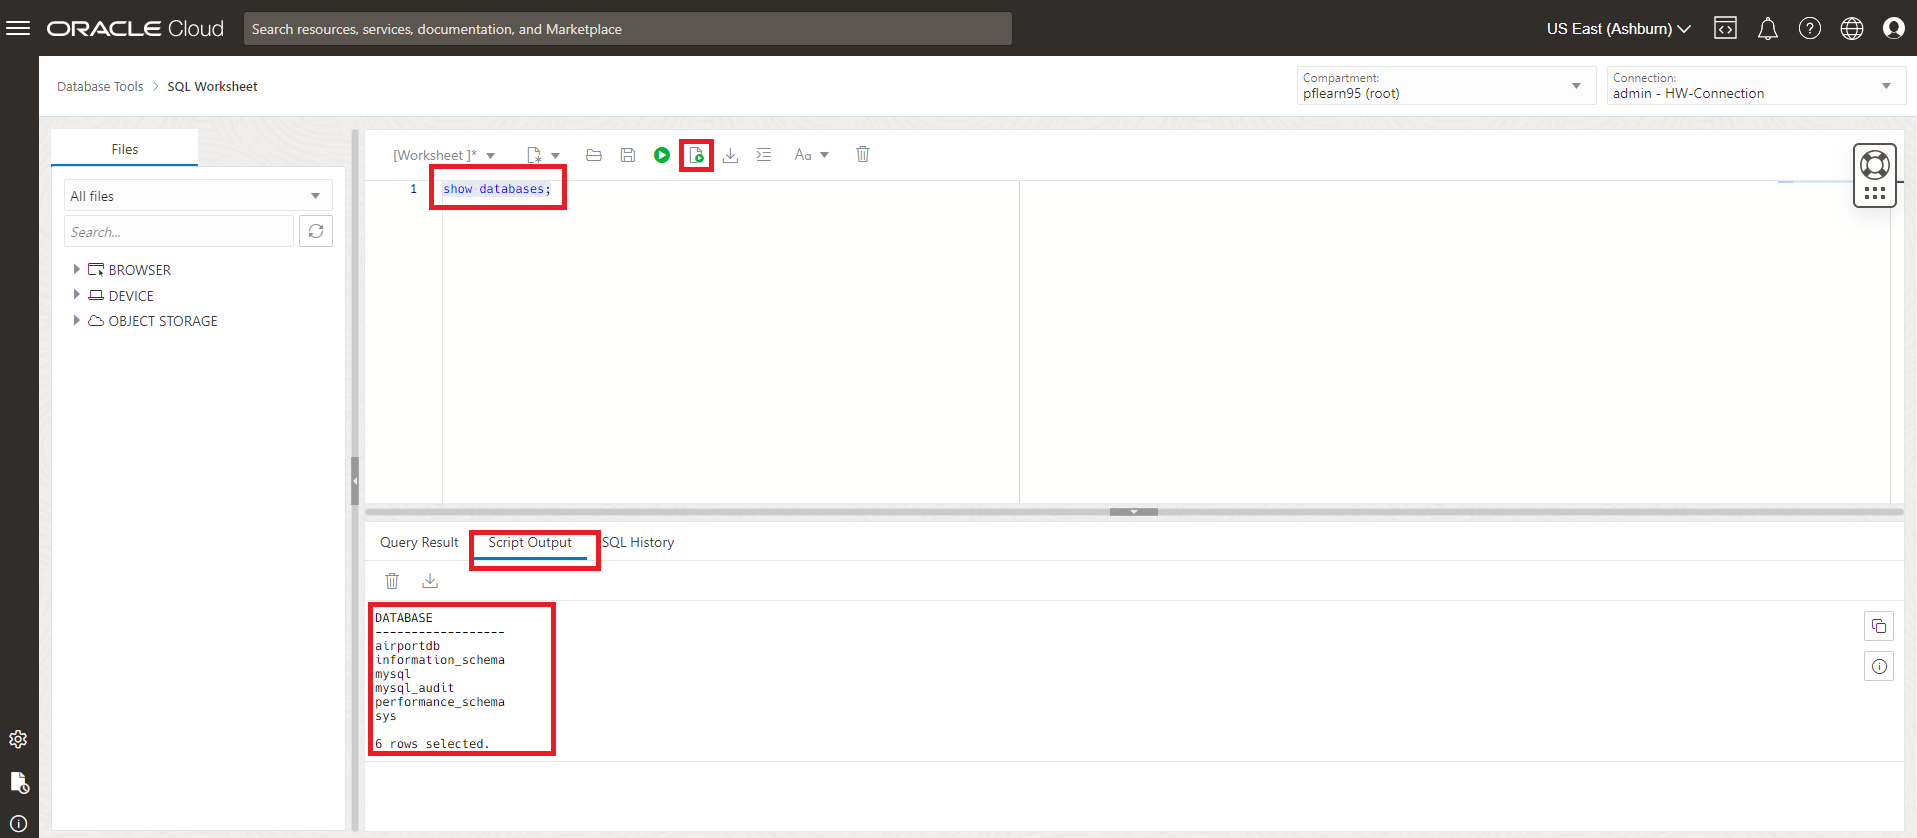 ORACLE Cloud
Search resources, services, documentation, and Marketplace
US East (Ashburn)
Database Tools > SQL Worksheet
Compartment:
pflearn95 (root)
Connection:
admin - HW-Connection
Files
All files
Search...
BROWSER
DEVICE
OBJECT STORAGE
[Worksheet ]*
Aa
1 show databases;
Query Result Script Output SQL History
DATABASE
------------------
airportdb
information_schema
mysql
mysql_audit
performance_schema
sys
6 rows selected.